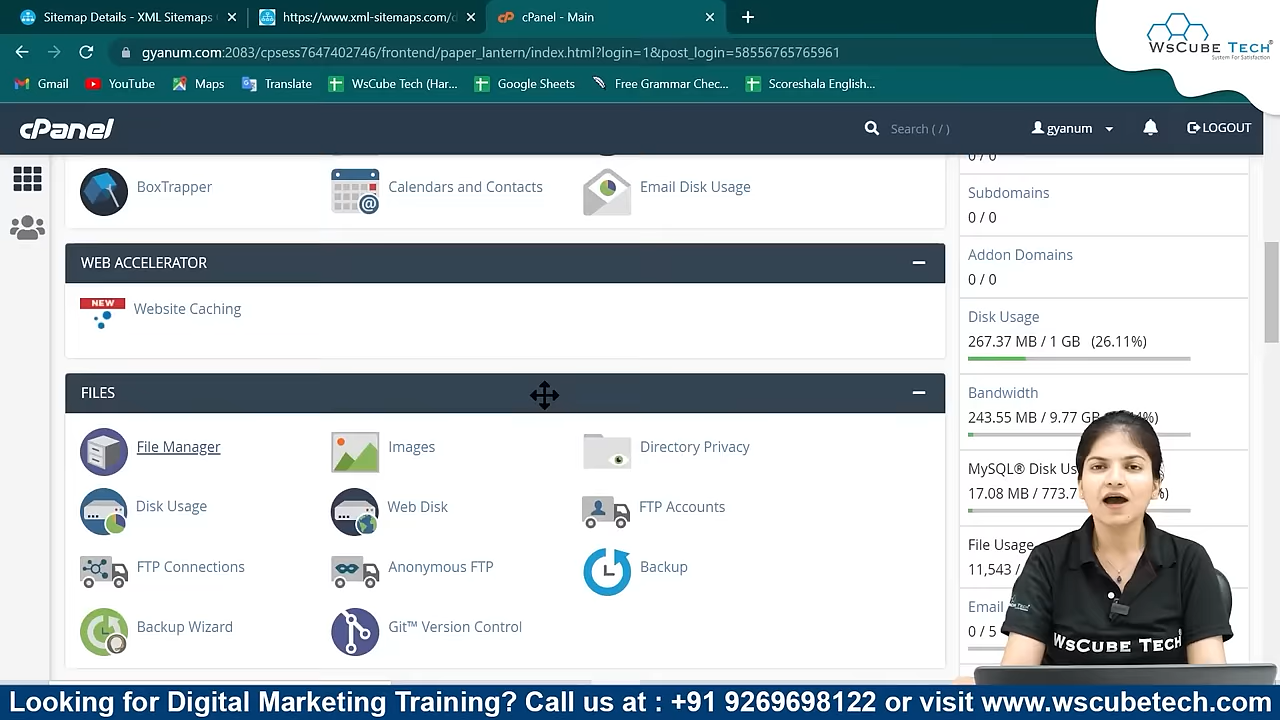 Sitemap Details - XML Sitemaps
https://www.xml-sitemaps.com/d
cPanel - Main
WsCube Tech®
System For Satisfaction
gyanum.com:2083/cpsess7647402746/frontend/paper_lantern/index.html?login=1&post_login=58556765765961
Gmail
YouTube
Maps
Translate
WsCube Tech (Har...
Google Sheets
Free Grammar Chec...
Scoreshala English...
cPanel
Search ( / )
gyanum
LOGOUT
0 / 0
BoxTrapper
Calendars and Contacts
Email Disk Usage
Subdomains
0 / 0
WEB ACCELERATOR
Addon Domains
0 / 0
NEW
Website Caching
Disk Usage
267.37 MB / 1 GB (26.11%)
FILES
Bandwidth
243.55 MB / 9.77 GB
File Manager
Images
Directory Privacy
MySQL® Disk Us
17.08 MB / 773.7
Disk Usage
Web Disk
FTP Accounts
File Usage
11,543 /
FTP Connections
Anonymous FTP
Backup
Email
0 / 5
Backup Wizard
Git™ Version Control
WsCube Tech
Looking for Digital Marketing Training? Call us at : +91 9269698122 or visit www.wscubetech.com